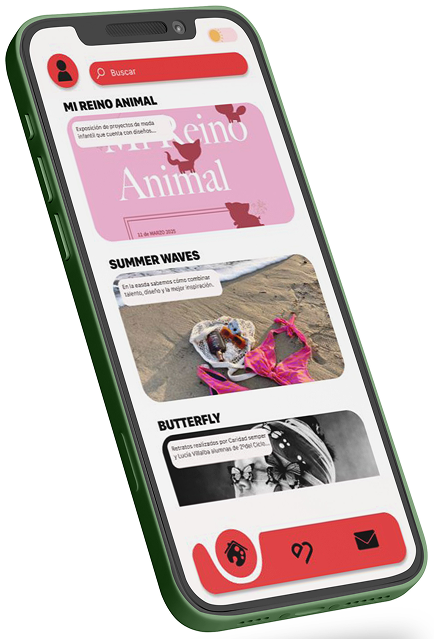 Buscar
MI REINO ANIMAL
Exposición de proyectos de moda
infantil que cuenta con diseños...
Mi Reino
Animal
11 de MARZO 2025
SUMMER WAVES
En la easda sabemos cómo combinar
talento, diseño y la mejor inspiración.
BUTTERFLY
Retratos realizados por Caridad semper
y Lucía Villalba alumnas de 2ºdel Ciclo...